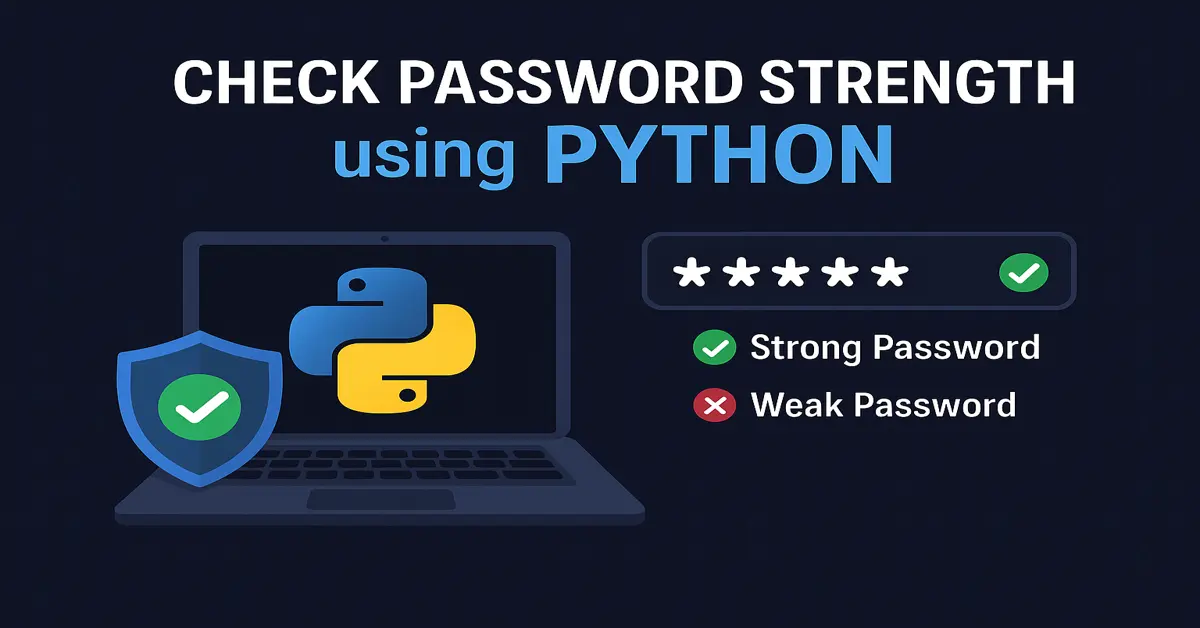 CHECK PASSWORD STRENGTH
using PYTHON
*****
Strong Password
Weak Password